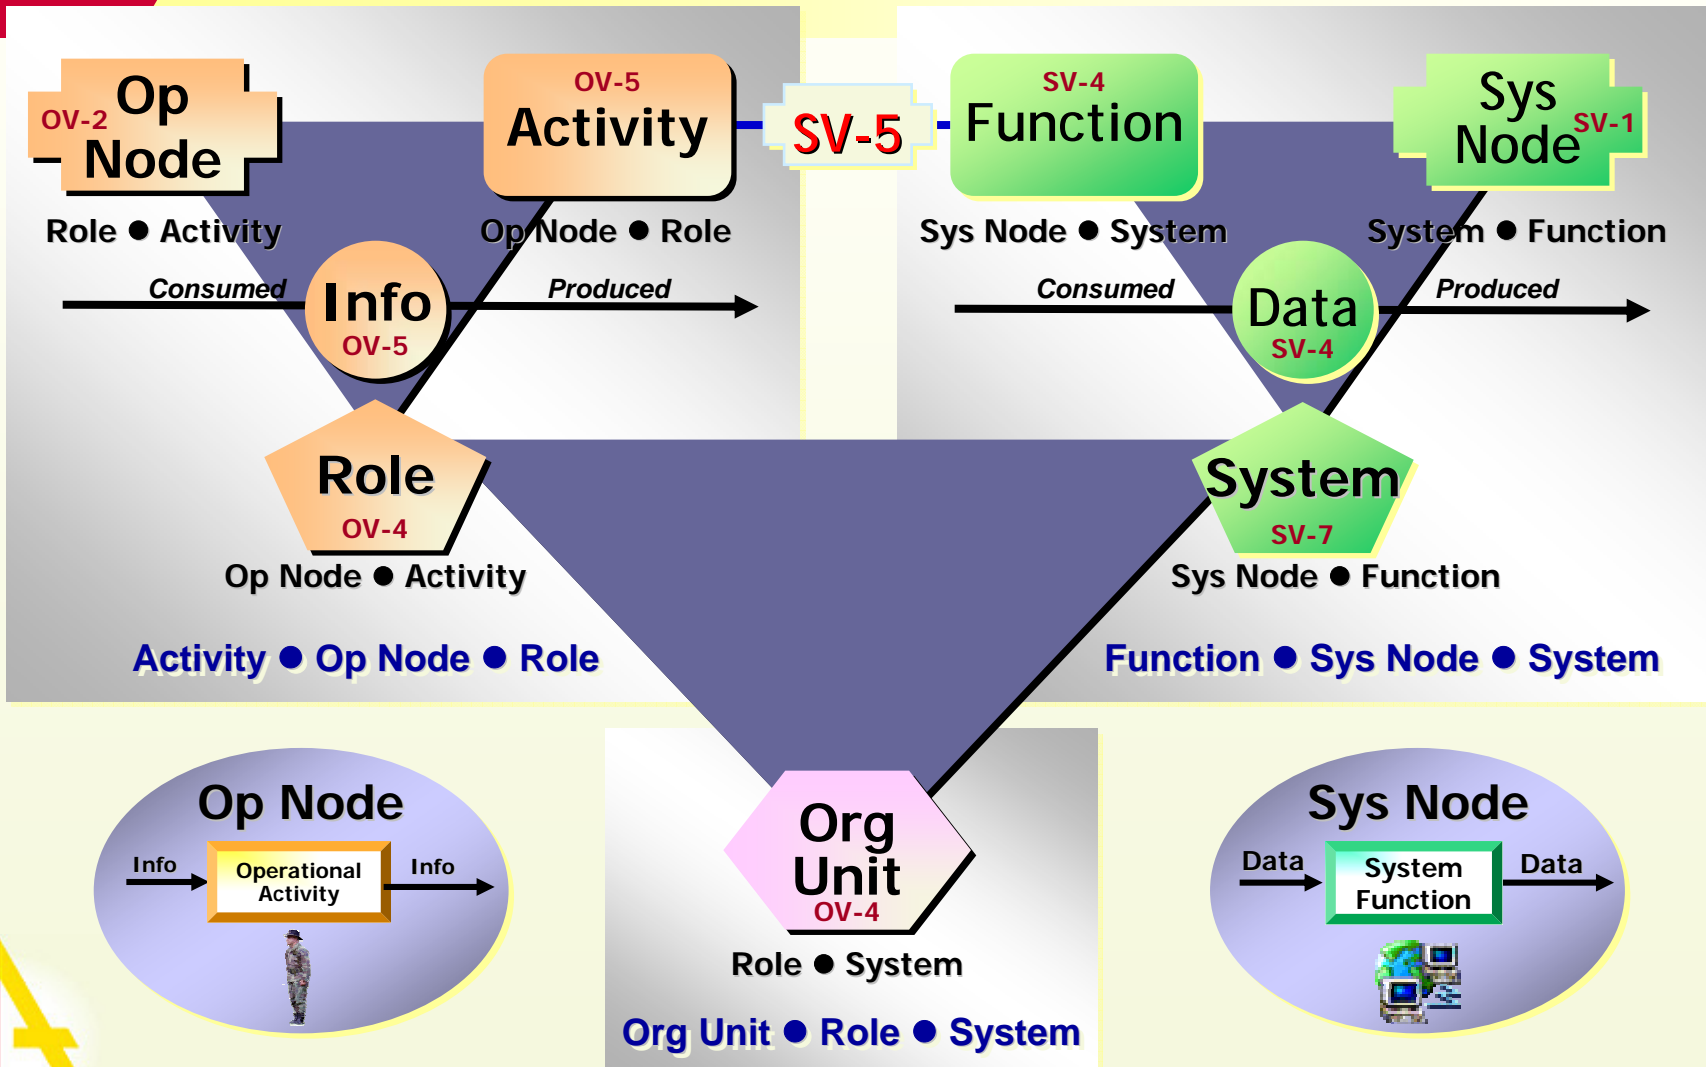 Op
OV-2
Node
OV-5
Activity
SV-5
SV-4
Function
Sys
SV-1
Node
Role ● Activity
Op Node ● Role
Sys Node ● System
System ● Function
Consumed
Produced
Info
OV-5
Consumed
Produced
Data
SV-4
Role
OV-4
System
SV-7
Op Node ● Activity
Sys Node ● Function
Activity ● Op Node ● Role
Function ● Sys Node ● System
Op Node
Info
Operational
Activity
Info
Org
Unit
OV-4
Role ● System
Org Unit ● Role ● System
Sys Node
Data
System
Function
Data